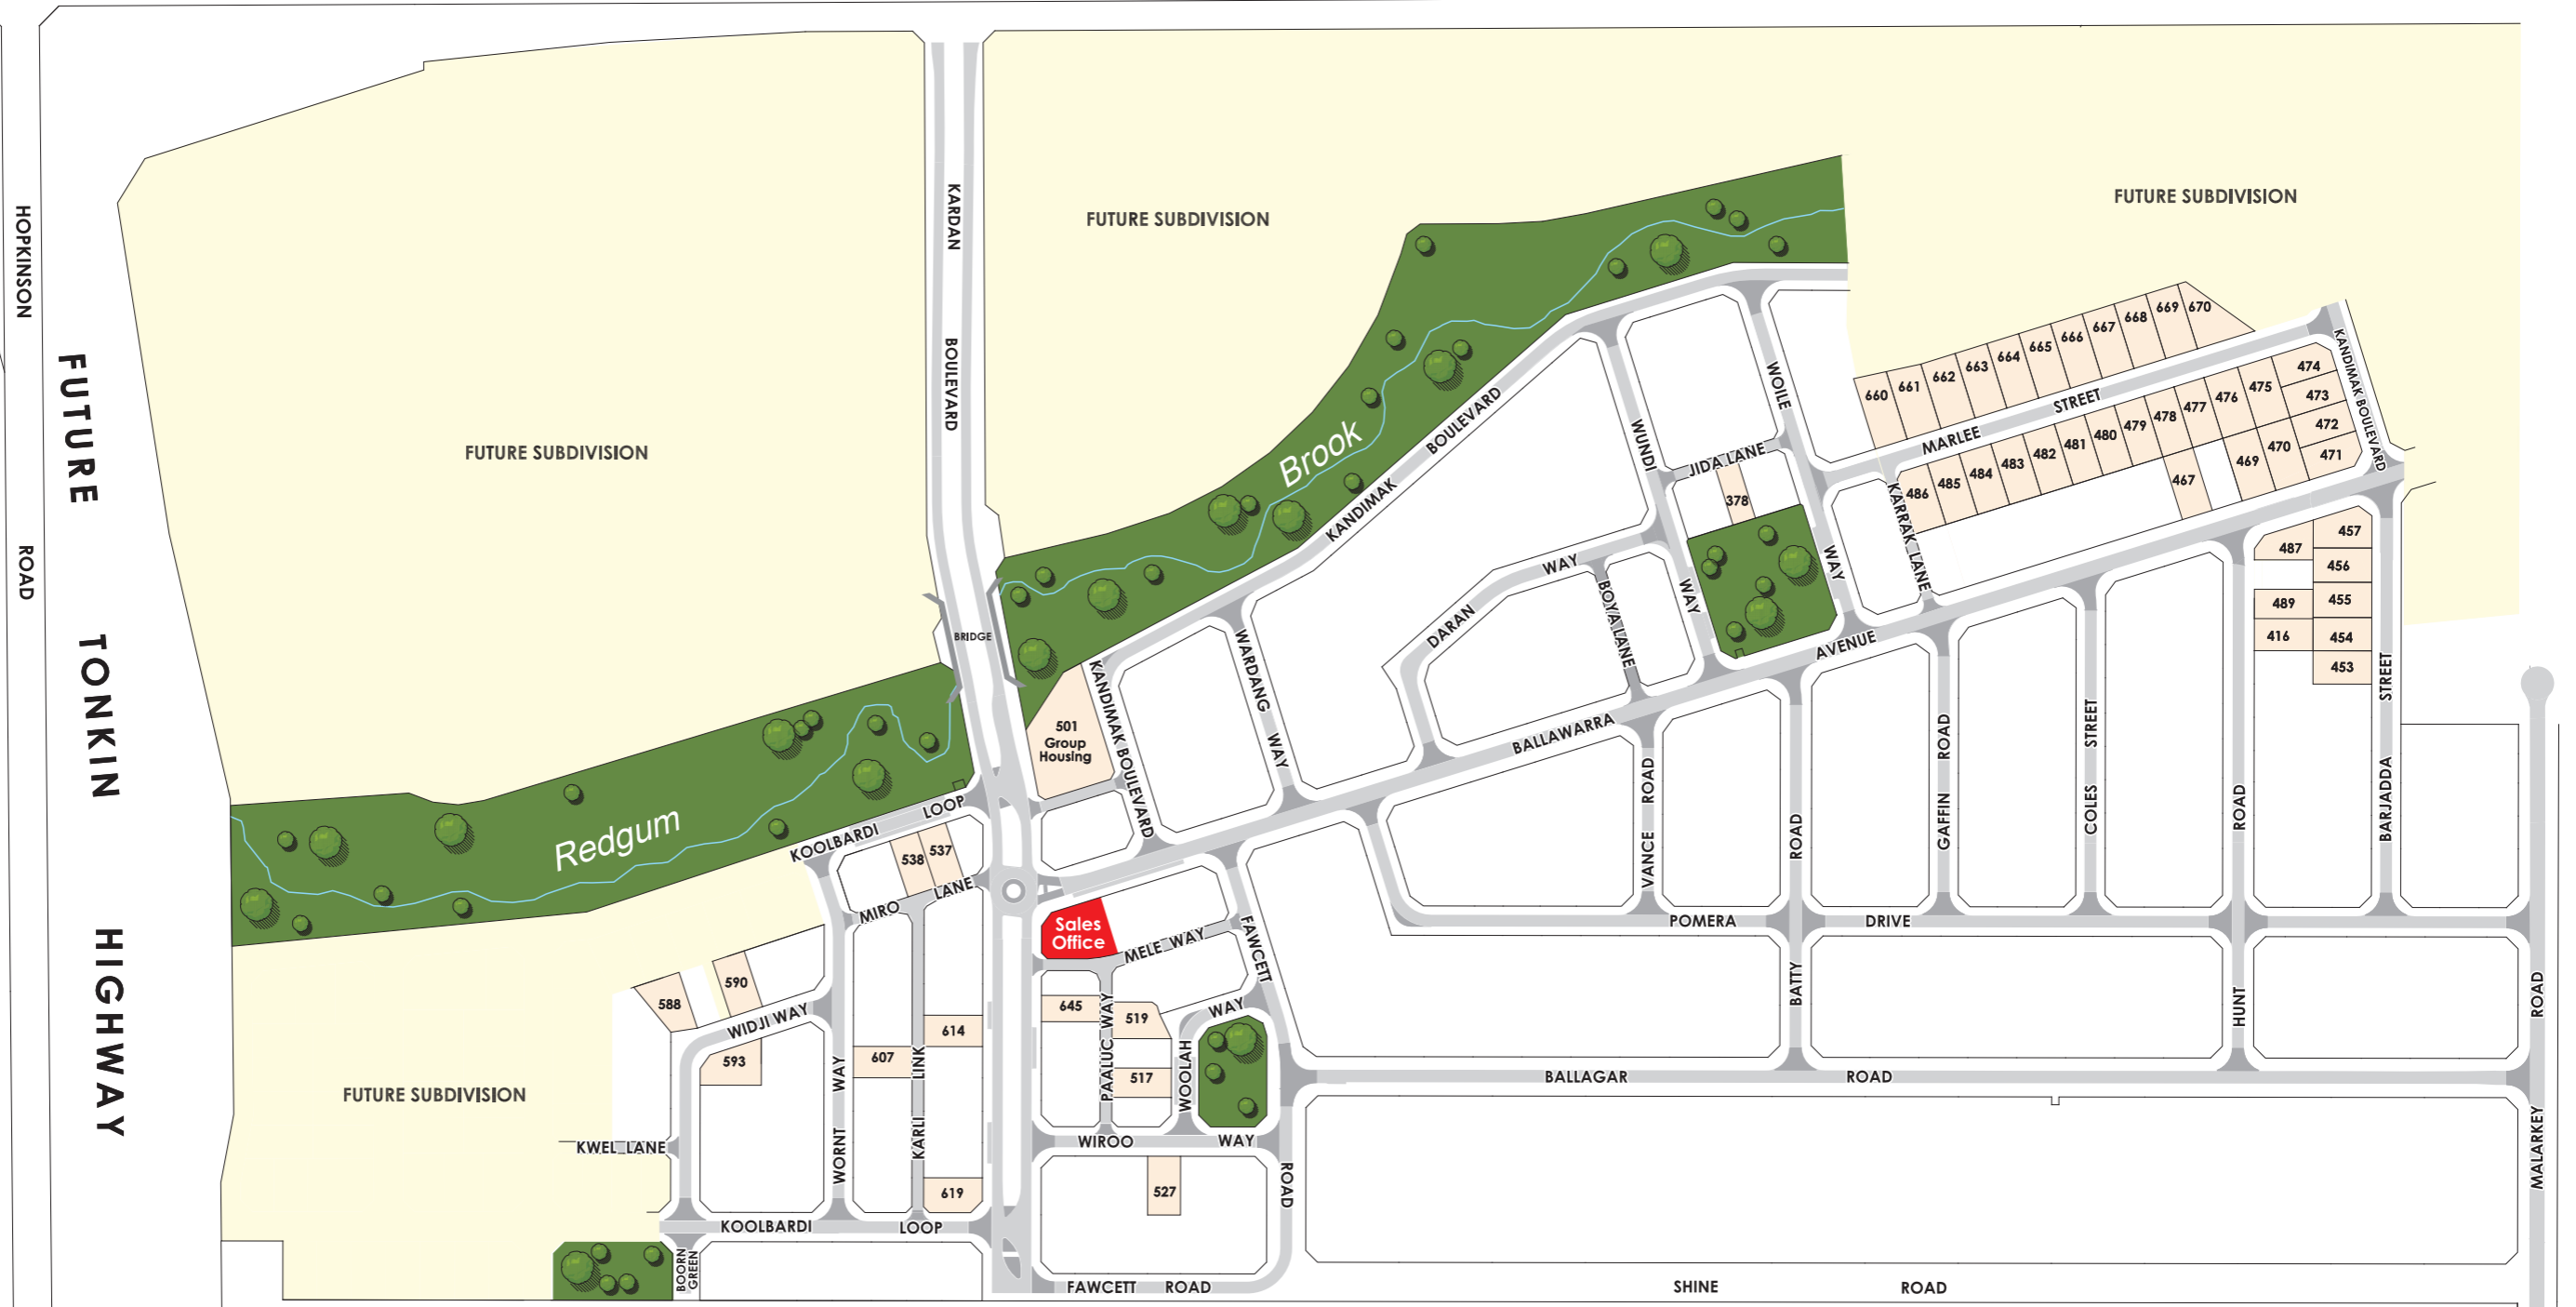 HOPKINSON
ROAD
FUTURE
TONKIN
HIGHWAY
KARDAN
BOULEVARD
FUTURE SUBDIVISION
FUTURE SUBDIVISION
FUTURE SUBDIVISION
FUTURE SUBDIVISION
BRIDGE
Redgum
Brook
KANDIMAK
BOULEVARD
WUNDI
WAY
WOILE
WAY
JIDA LANE
378
660
661
662
663
664
665
666
667
668
669
670
MARLEE
STREET
KANDIMAK BOULEVARD
474
473
472
471
475
476
477
478
479
480
481
482
483
484
485
486
467
469
470
KARRAK LANE
487
457
456
489
455
416
454
453
DARAN
WAY
BOYA LANE
BALLAWARRA
AVENUE
WARDANG
WAY
KANDIMAK BOULEVARD
501
Group
Housing
VANCE ROAD
BATTY
ROAD
GAFFIN ROAD
COLES STREET
HUNT
ROAD
BARJADDA
STREET
POMERA
DRIVE
KOOLBARDI
LOOP
538
537
MIRO
LANE
Sales
Office
MELE WAY
FAWCETT
ROAD
588
590
WIDJI WAY
593
607
614
619
WORNT
WAY
KARLI
LINK
645
PAALUC WAY
519
517
WOOLAH
WAY
WIROO
WAY
527
BALLAGAR
ROAD
MALARKEY
ROAD
KWEL LANE
KOOLBARDI
LOOP
BOORN
GREEN
FAWCETT
ROAD
SHINE
ROAD